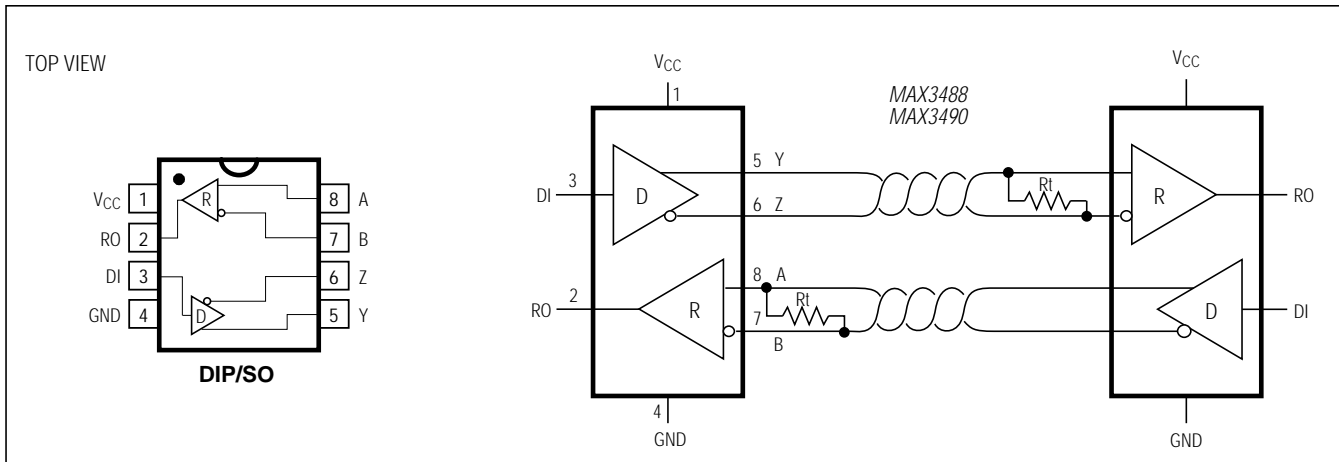 TOP VIEW
VCC 1
RO 2
DI 3
GND 4
8 A
7 B
6 Z
5 Y
R
D
DIP/SO
MAX3488
MAX3490
VCC
1
DI 3
D
5 Y
6 Z
Rt
R
RO
VCC
RO 2
R
8 A
7
B
Rt
D
DI
4
GND
GND